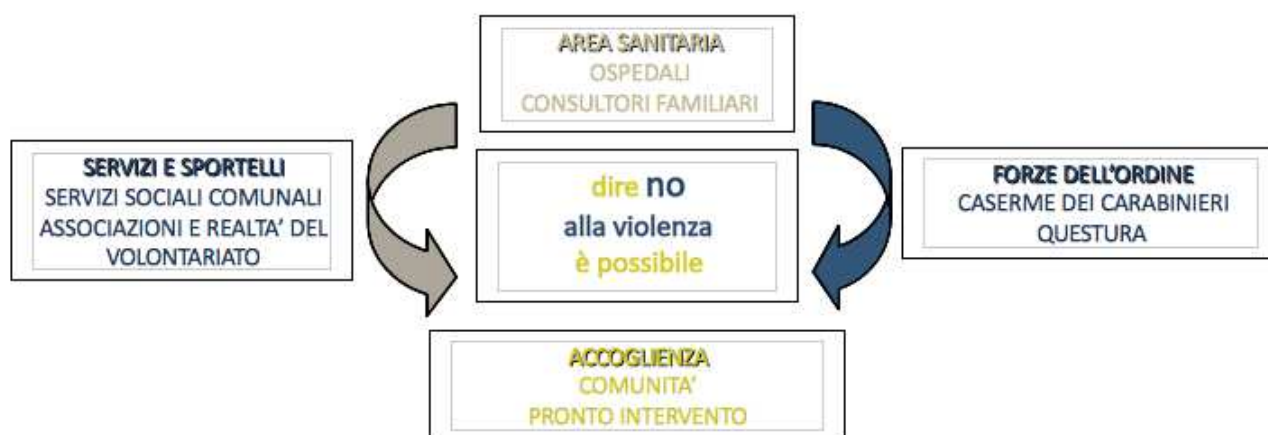 AREA SANITARIA
OSPEDALI
CONSULTORI FAMILIARI
SERVIZI E SPORTELLI
SERVIZI SOCIALI COMUNALI
ASSOCIAZIONI E REALTA' DEL
VOLONTARIATO
dire no
alla violenza
è possibile
FORZE DELL'ORDINE
CASERME DEI CARABINIERI
QUESTURA
ACCOGLIENZA
COMUNITA'
PRONTO INTERVENTO